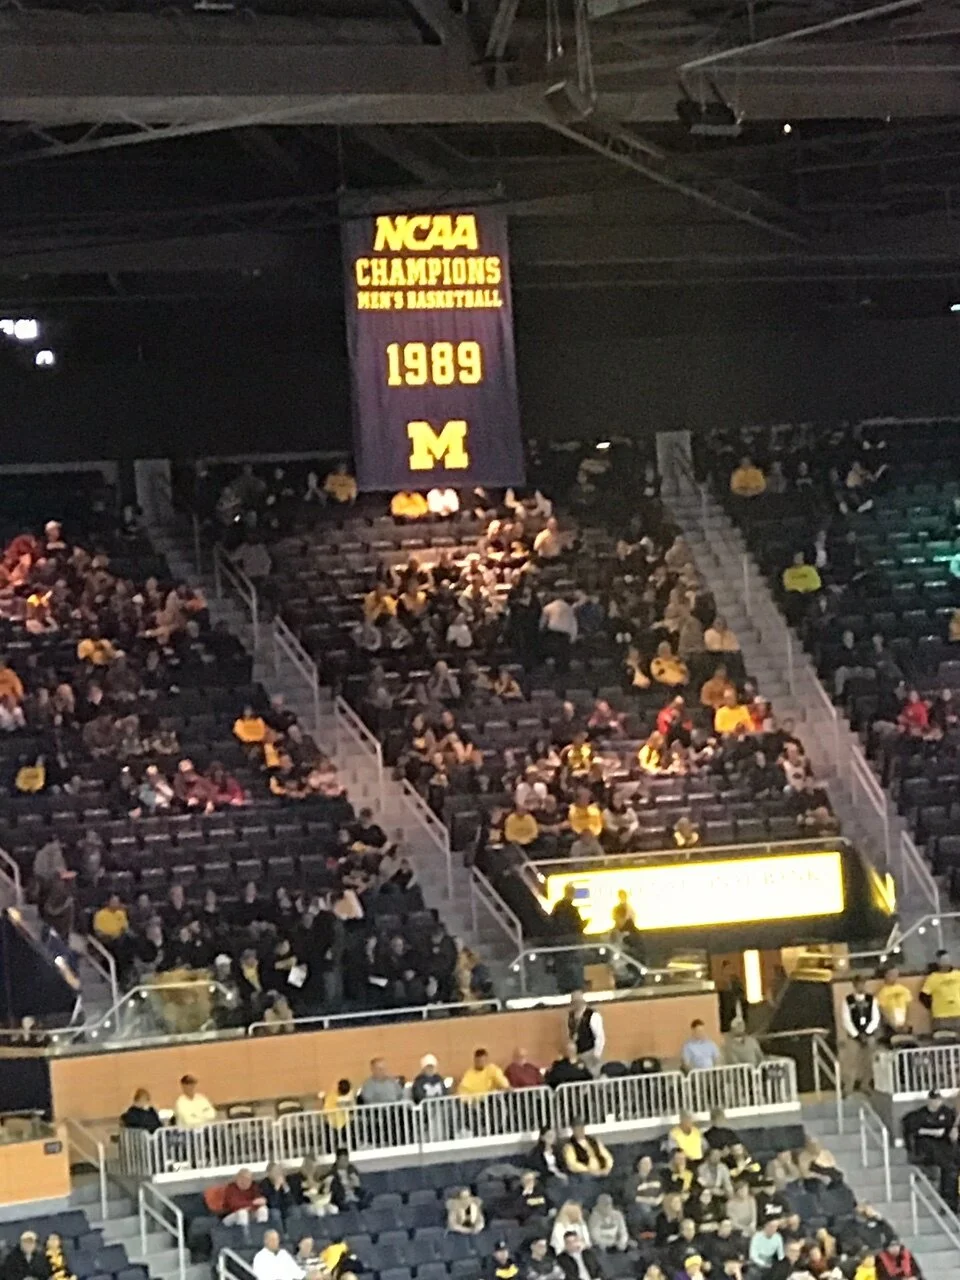 NCAA
CHAMPIONS
MEN'S BASKETBALL
1989
M